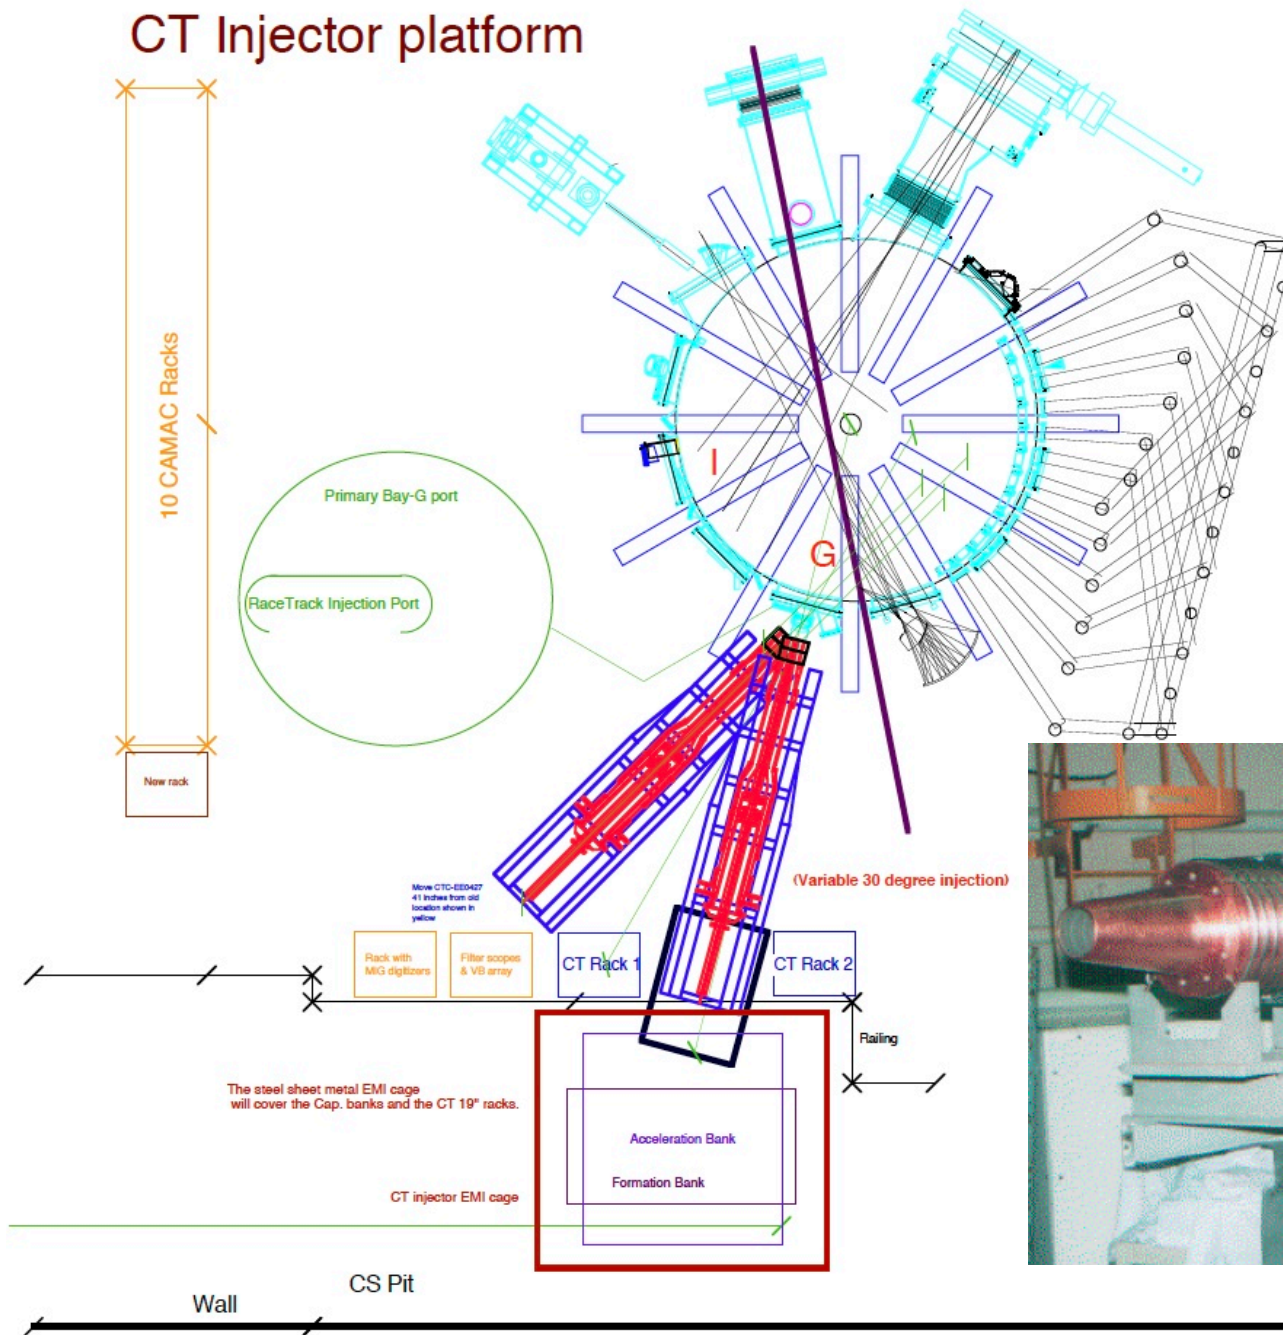 CT Injector platform
10 CAMAC Racks
I
Primary Bay-G port
G
RaceTrack Injection Port
New rack
(Variable 30 degree injection)
Move CTC-EE0427
41 inches from old
location shown in
yellow
Rack with
MIG digitizers
Filter scopes
& VB array
CT Rack 1
CT Rack 2
Railing
The steel sheet metal EMI cage
will cover the Cap. banks and the CT 19" racks.
Acceleration Bank
Formation Bank
CT injector EMI cage
CS Pit
Wall